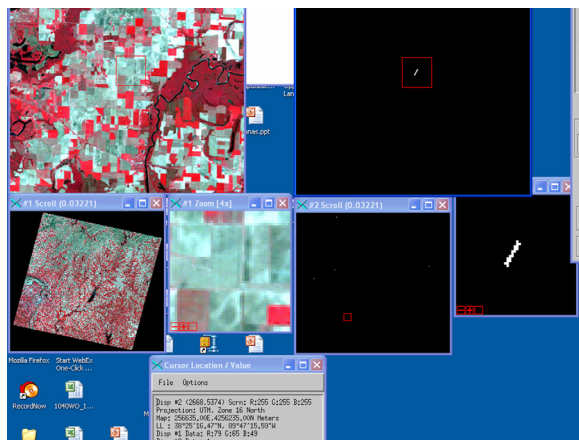 Lan
nas.ppt
#1 Scroll (0.03221)
#1 Zoom [4x]
#2 Scroll (0.03221)
Mozilla Firefox
Start WebEx
One-Click ...
RecordNow
1040WO_1...
M
Cursor Location / Value
File Options
Disp #2 (2668.5374) Scrn: R:255 G:255 B:255
Projection: UTM, Zone 16 North
Map: 256635.00E,4256235.00N Meters
LL : 38°25'16.47"N, 89°47'15.59"W
Disp #1 Data: R:79 G:65 B:49